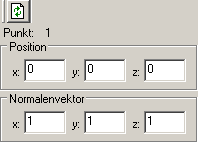 Punkt: 1
Position
x: 0 y: 0 z: 0
Normalenvektor
x: 1 y: 1 z: 1